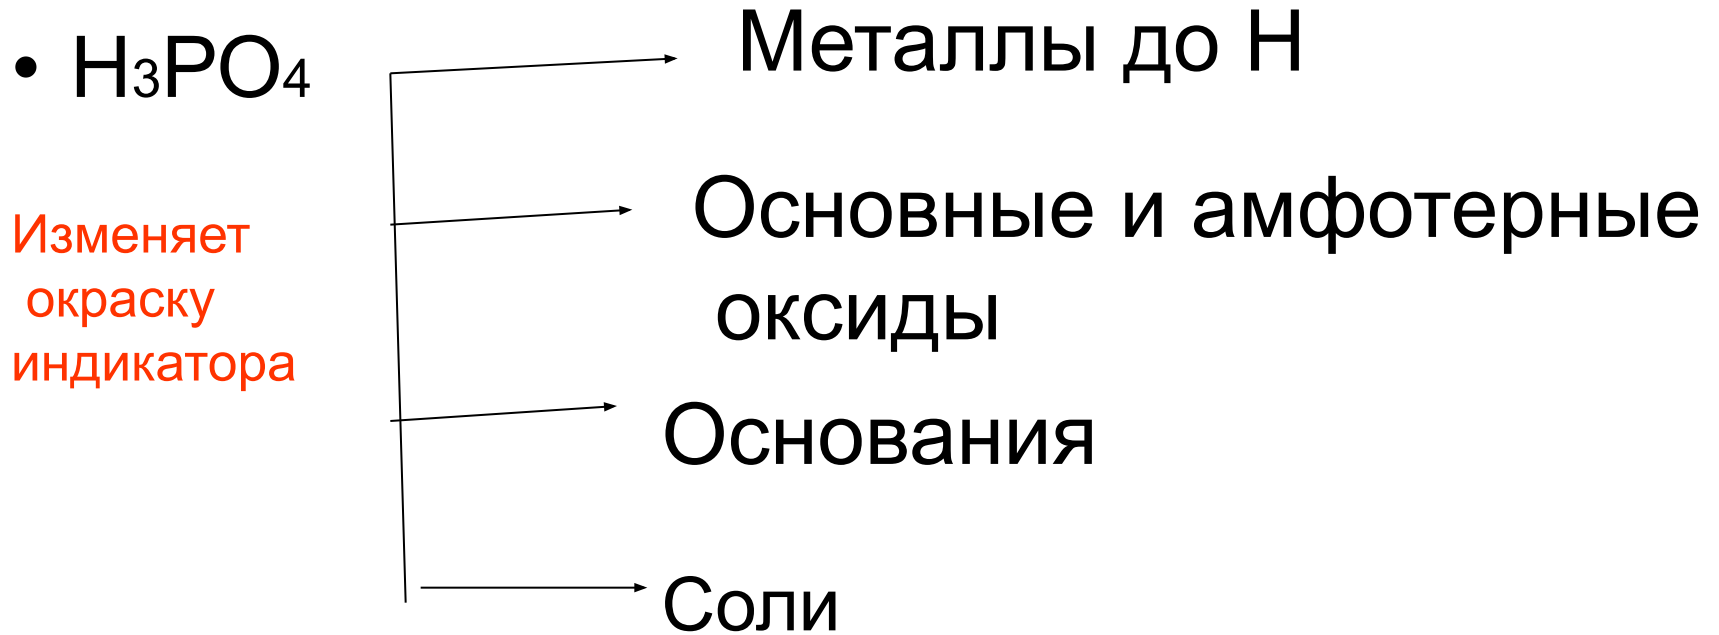 • H₃PO₄
Металлы до Н
Изменяет
окраску
индикатора
Основные и амфотерные
оксиды
Основания
Соли